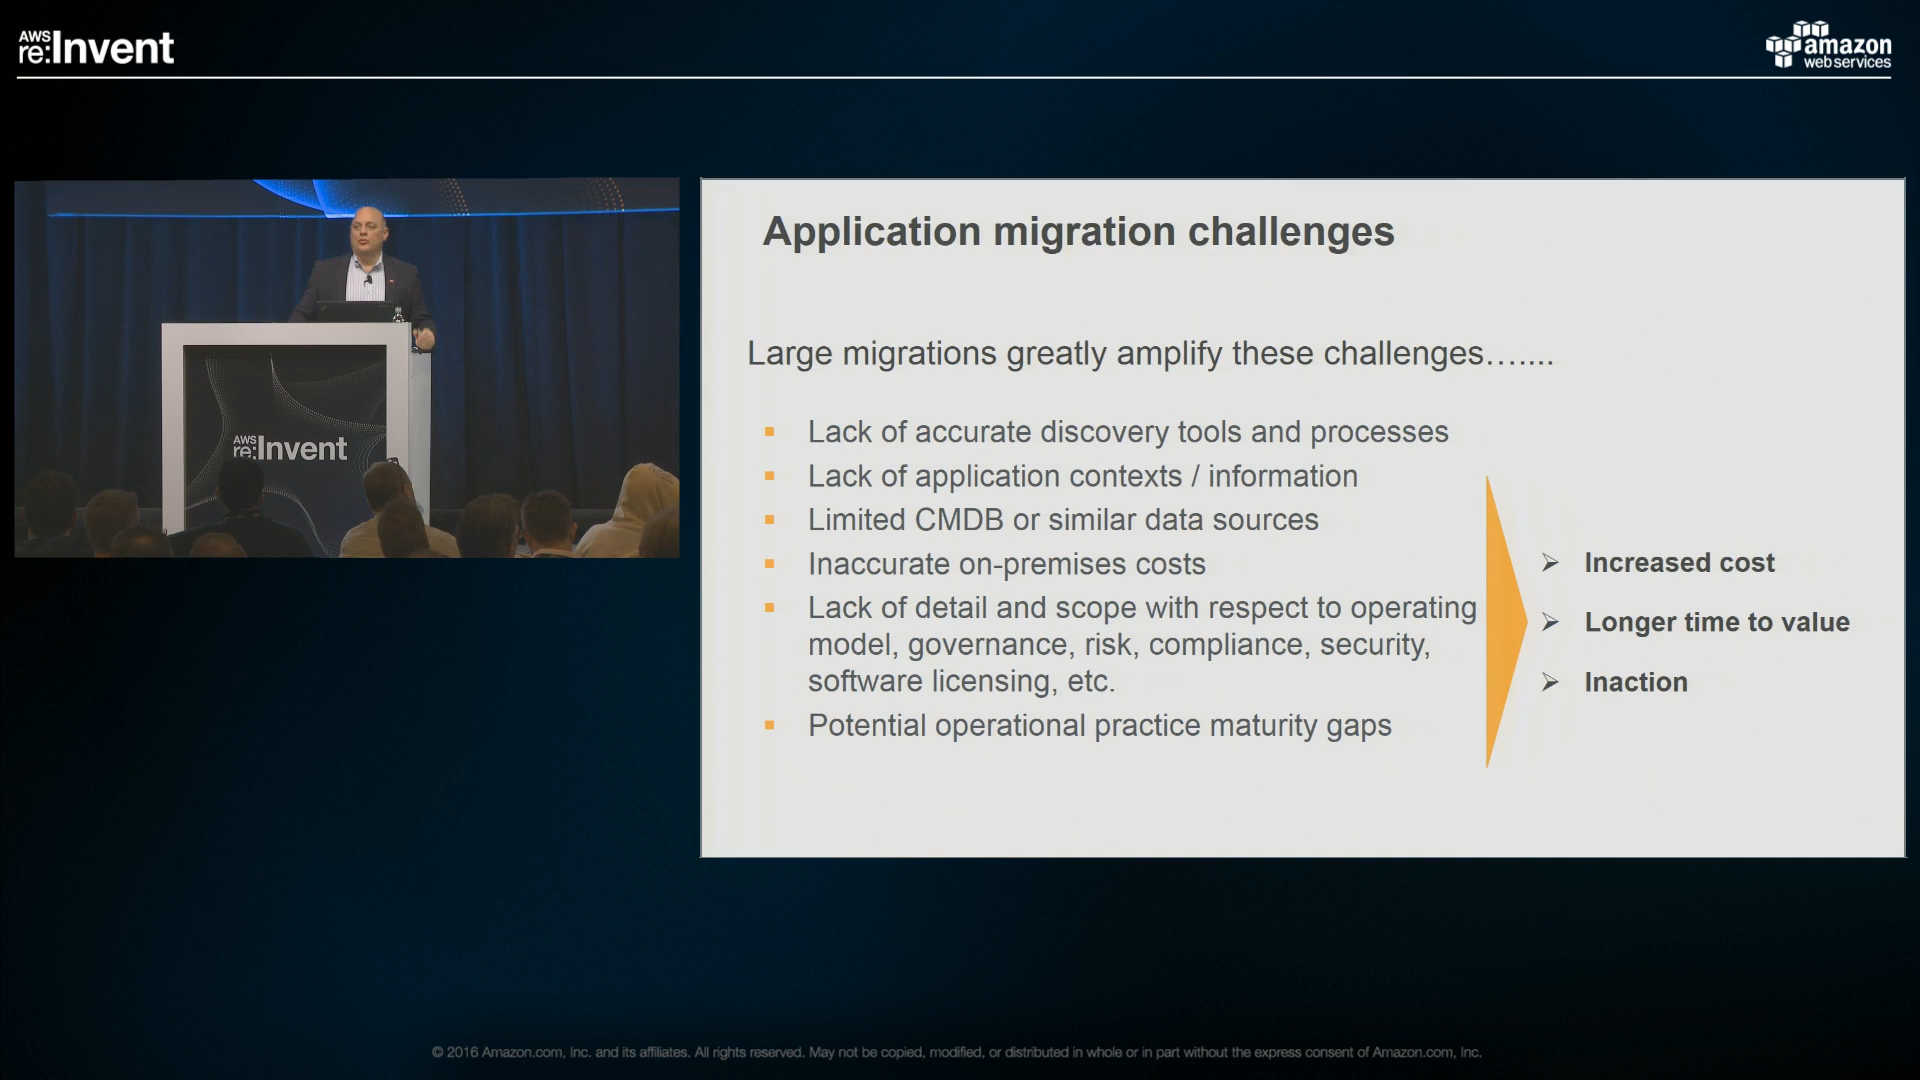 AWS
re:Invent
amazon
web services
AWS
re:Invent
Application migration challenges
Large migrations greatly amplify these challenges…....
Lack of accurate discovery tools and processes
Lack of application contexts / information
Limited CMDB or similar data sources
Inaccurate on-premises costs
Lack of detail and scope with respect to operating
model, governance, risk, compliance, security,
software licensing, etc.
Potential operational practice maturity gaps
Increased cost
Longer time to value
Inaction
© 2016 Amazon.com, Inc. and its affiliates. All rights reserved. May not be copied, modified, or distributed in whole or in part without the express consent of Amazon.com, Inc.